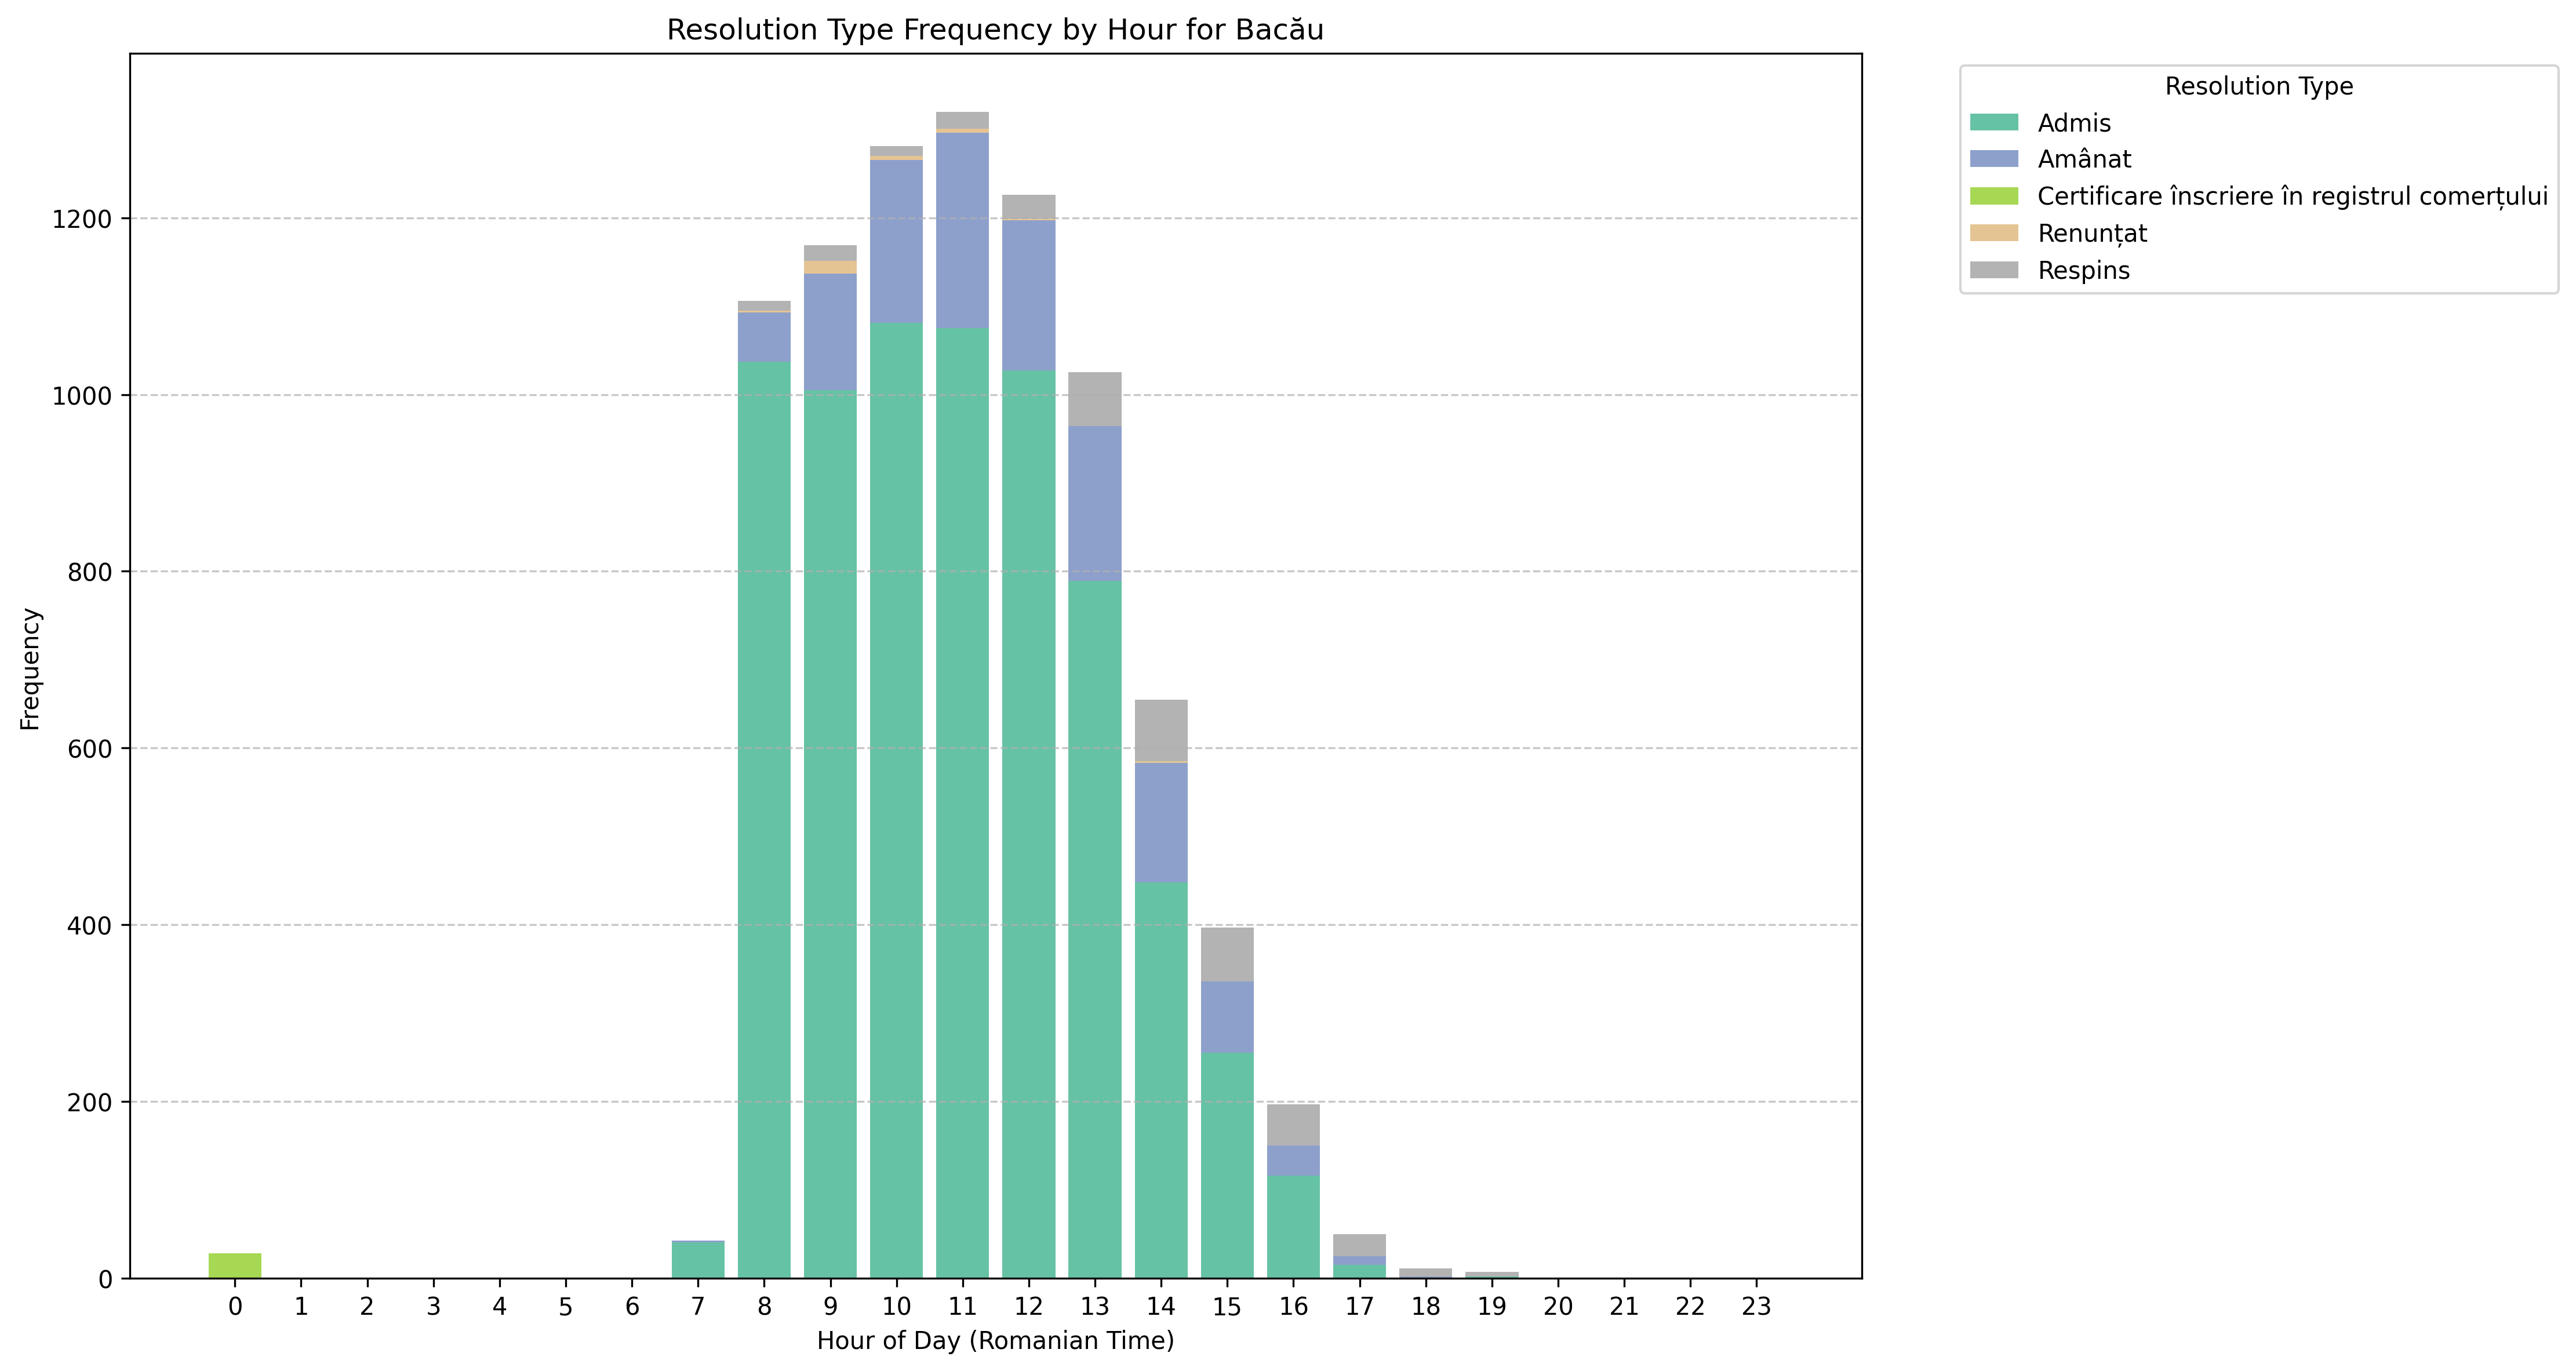 Resolution Type Frequency by Hour for Bacău
Frequency
1200
1000
800
600
400
200
0
0 1 2 3 4 5 6 7 8 9 10 11 12 13 14 15 16 17 18 19 20 21 22 23
Hour of Day (Romanian Time)
Resolution Type
Admis
Amânat
Certificare înscriere în registrul comerțului
Renunțat
Respins